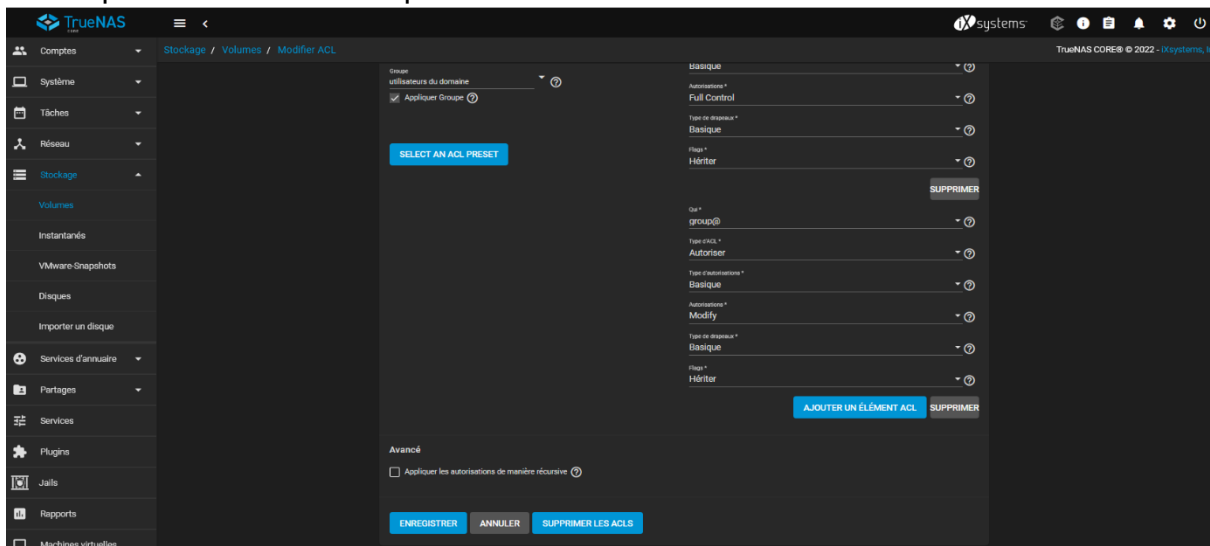 TrueNAS
CORE
iXsystems
Comptes
Stockage / Volumes / Modifier ACL
TrueNAS CORE® © 2022 - iXsystems, I
Système
Tâches
Réseau
Stockage
Volumes
Instantanés
VMware-Snapshots
Disques
Importer un disque
Services d'annuaire
Partages
Services
Plugins
Jails
Rapports
Machines virtuelles
Groupe
utilisateurs du domaine
Appliquer Groupe
SELECT AN ACL PRESET
Basique
Autorisations *
Full Control
Type de drapeaux *
Basique
Flags *
Hériter
SUPPRIMER
Qui *
group@
Type d'ACL *
Autoriser
Type d'autorisations *
Basique
Autorisations *
Modify
Type de drapeaux *
Basique
Flags *
Hériter
AJOUTER UN ÉLÉMENT ACL SUPPRIMER
Avancé
Appliquer les autorisations de manière récursive
ENREGISTRER ANNULER SUPPRIMER LES ACLS